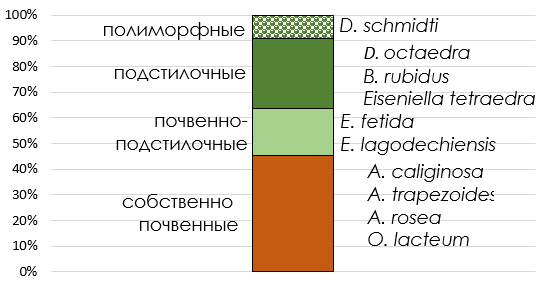 100%
90%
80%
70%
60%
50%
40%
30%
20%
10%
0%
полиморфные
подстилочные
почвенно-
подстилочные
собственно
почвенные
D. schmidti
D. octaedra
B. rubidus
Eiseniella tetraedra
E. fetida
E. lagodechiensis
A. caliginosa
A. trapezoides
A. rosea
O. lacteum